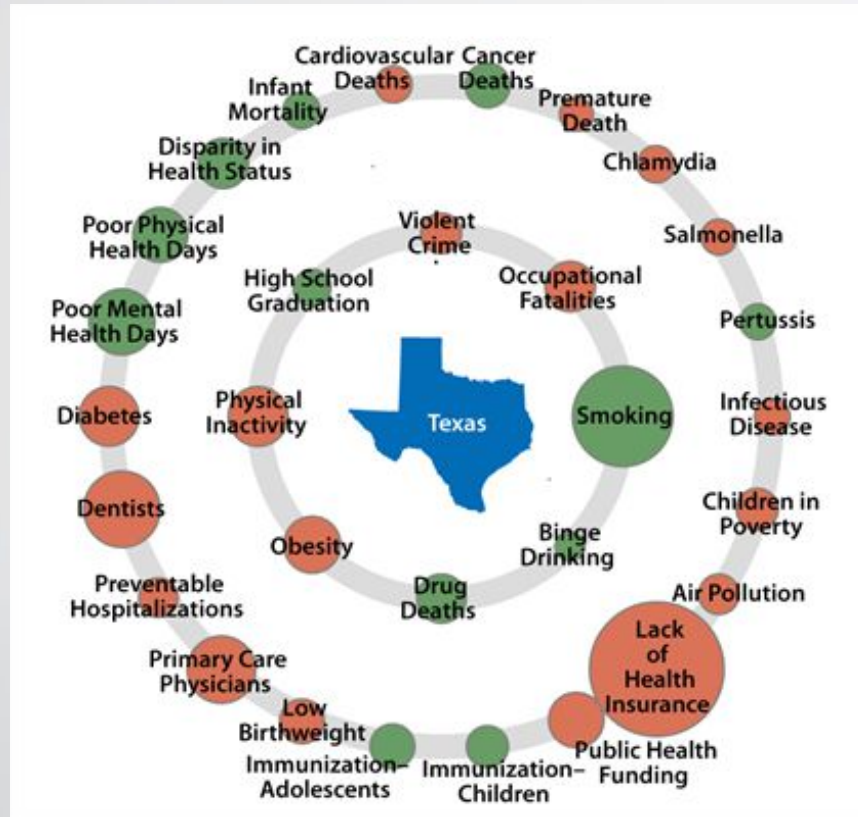 Cardiovascular
Deaths
Cancer
Deaths
Infant
Mortality
Premature
Death
Disparity in
Health Status
Chlamydia
Poor Physical
Health Days
Violent
Crime
Salmonella
High School
Graduation
Occupational
Fatalities
Poor Mental
Health Days
Pertussis
Diabetes
Physical
Inactivity
Texas
Smoking
Infectious
Disease
Dentists
Children in
Poverty
Obesity
Binge
Drinking
Preventable
Hospitalizations
Drug
Deaths
Air Pollution
Primary Care
Physicians
Lack
of
Health
Insurance
Low
Birthweight
Immunization–
Adolescents
Immunization–
Children
Public Health
Funding